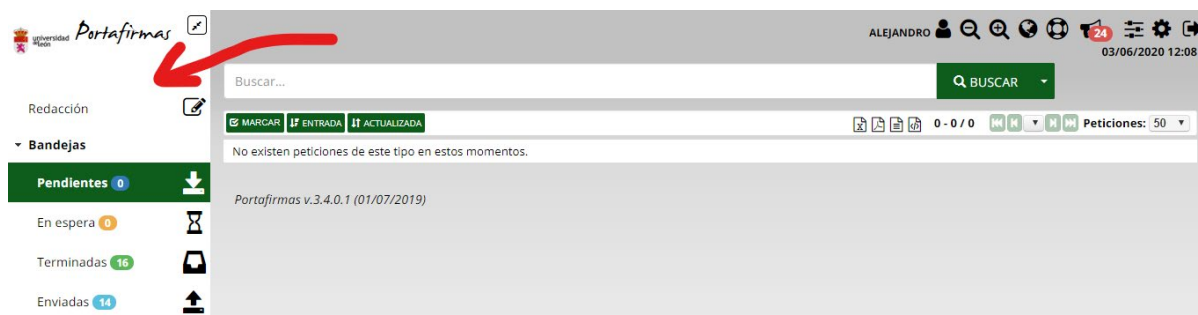 universidad
de león
Portafirmas
ALEJANDRO
24
03/06/2020 12:08
Buscar...
BUSCAR
Redacción
MARCAR ENTRADA ACTUALIZADA
0 - 0 / 0 Peticiones: 50
Bandejas
No existen peticiones de este tipo en estos momentos.
Pendientes 0
Portafirmas v.3.4.0.1 (01/07/2019)
En espera 0
Terminadas 16
Enviadas 14